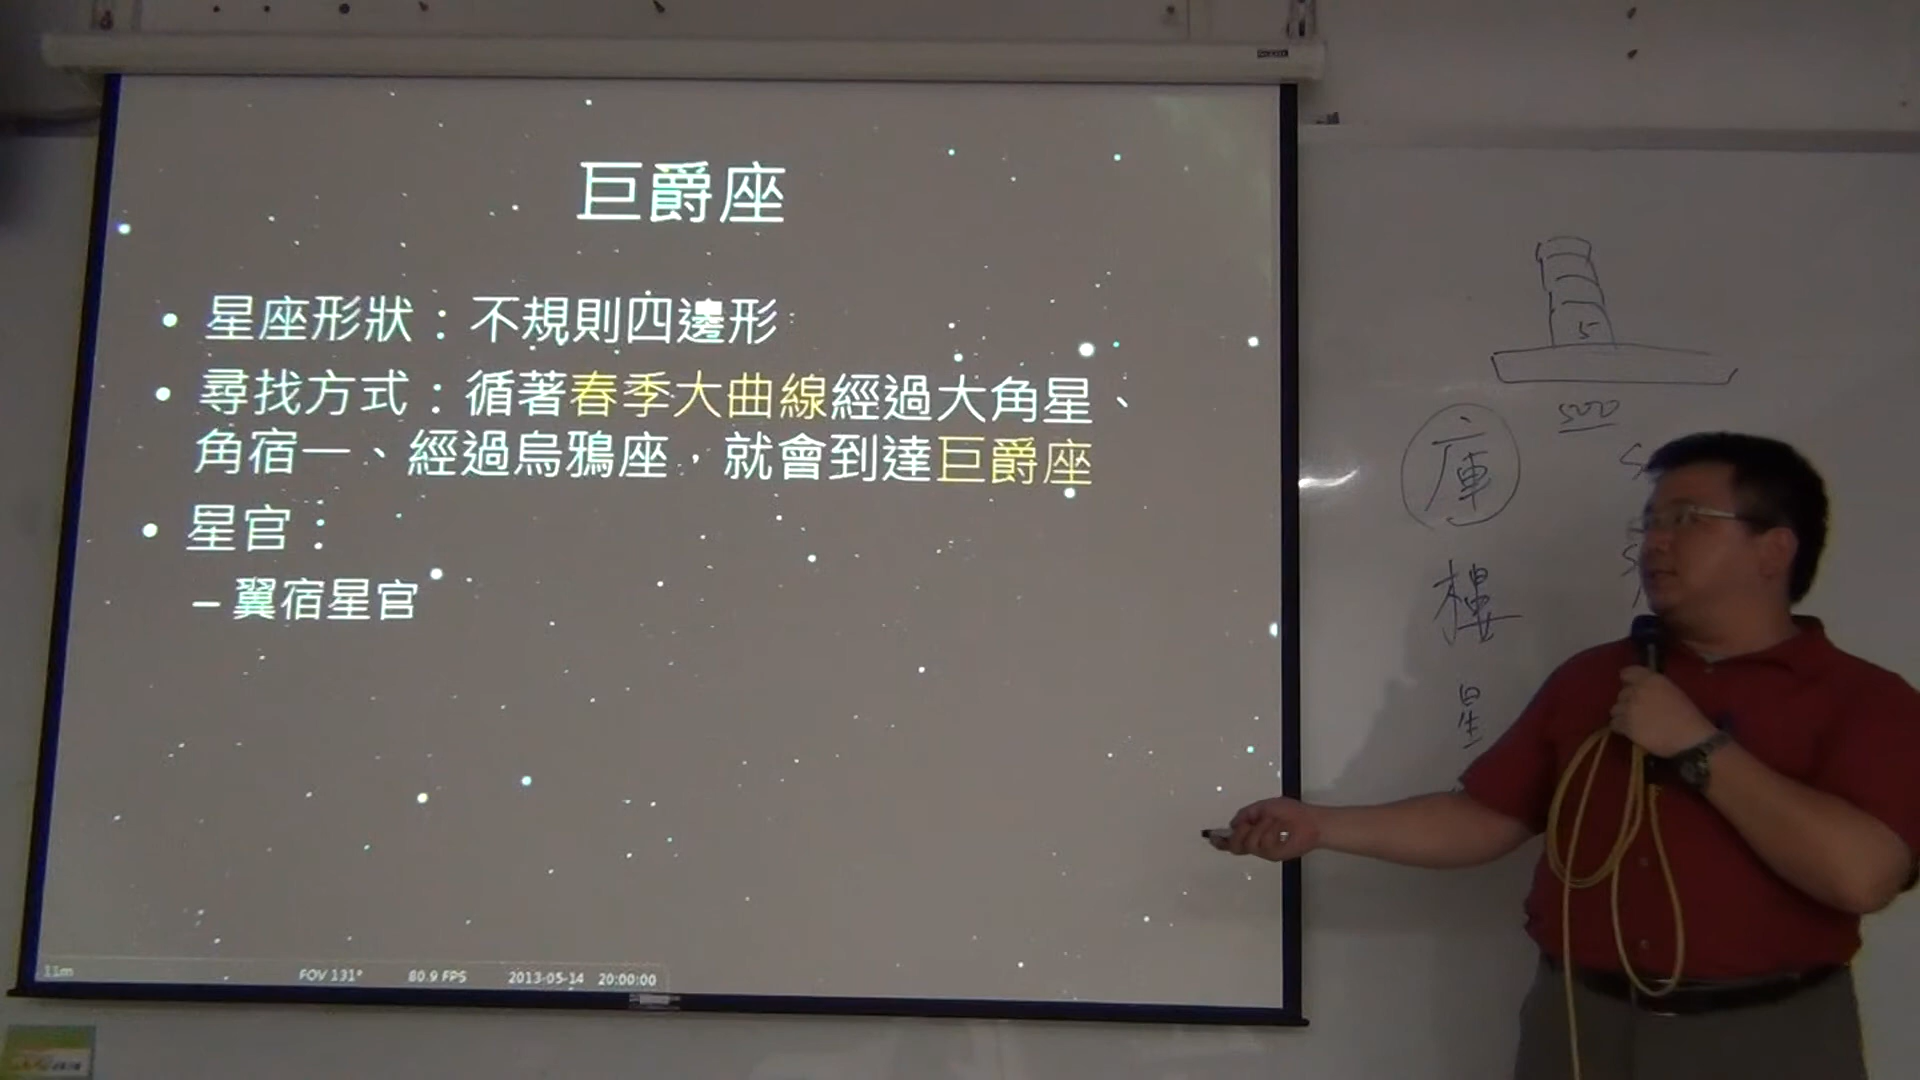 巨爵座
• 星座形狀：不規則四邊形
• 尋找方式：循著春季大曲線經過大角星、
角宿一、經過烏鴉座，就會到達巨爵座
• 星官：
– 翼宿星官
11m FOV 131° 80.9 FPS 2013-05-14 20:00:00
5
500
庫
樓
星